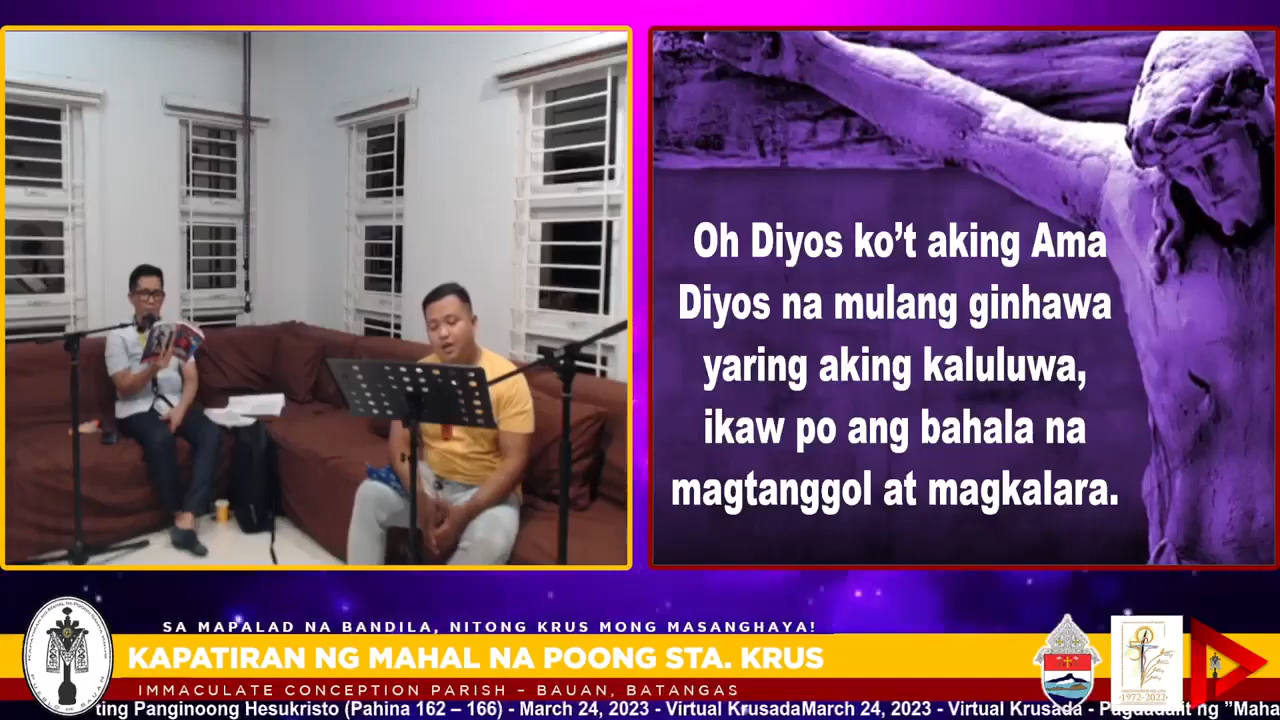 Oh Diyos ko’t aking Ama
Diyos na mulang ginhawa
yaring aking kaluluwa,
ikaw po ang bahala na
magtanggol at magkalara.
SA MAPALAD NA BANDILA, NITONG KRUS MONG MASANGHAYA!
KAPATIRAN NG MAHAL NA POONG STA. KRUS
IMMACULATE CONCEPTION PARISH – BAUAN, BATANGAS
ting Panginoong Hesukristo (Pahina 162 – 166) - March 24, 2023 - Virtual KrusadaMarch 24, 2023 - Virtual Krusada - Pagdadalit ng ”Maha
·1972-2022·